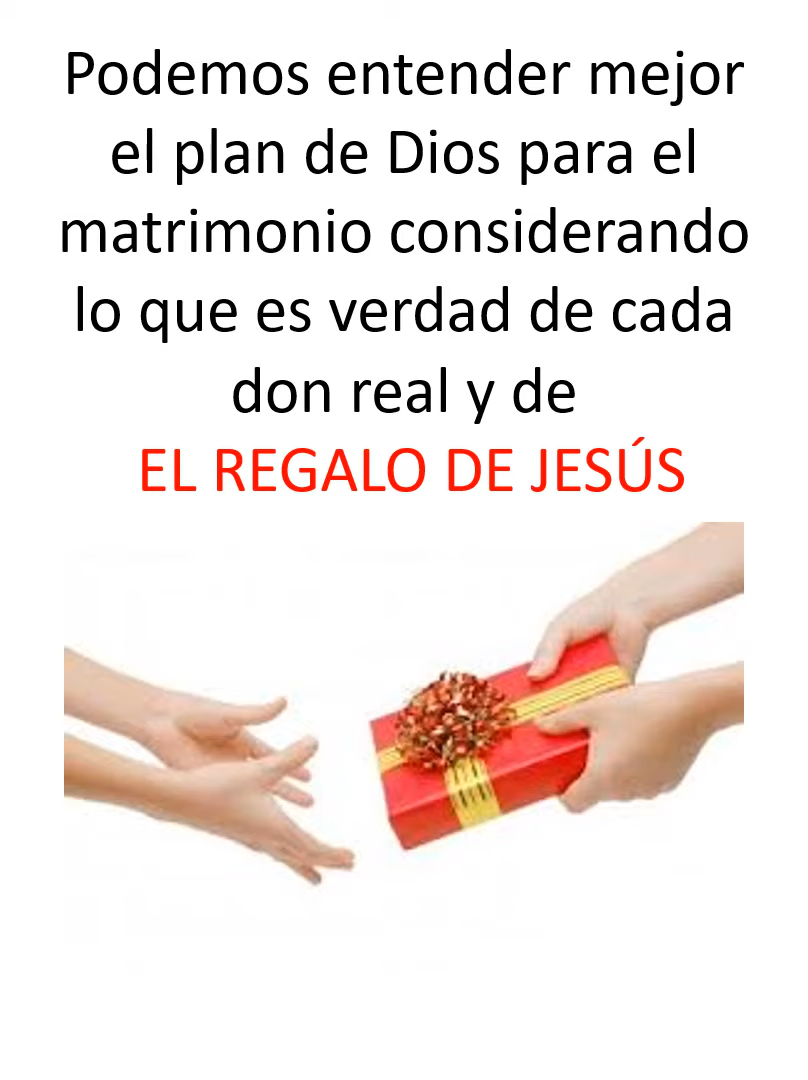 Podemos entender mejor
el plan de Dios para el
matrimonio considerando
lo que es verdad de cada
don real y de
EL REGALO DE JESÚS